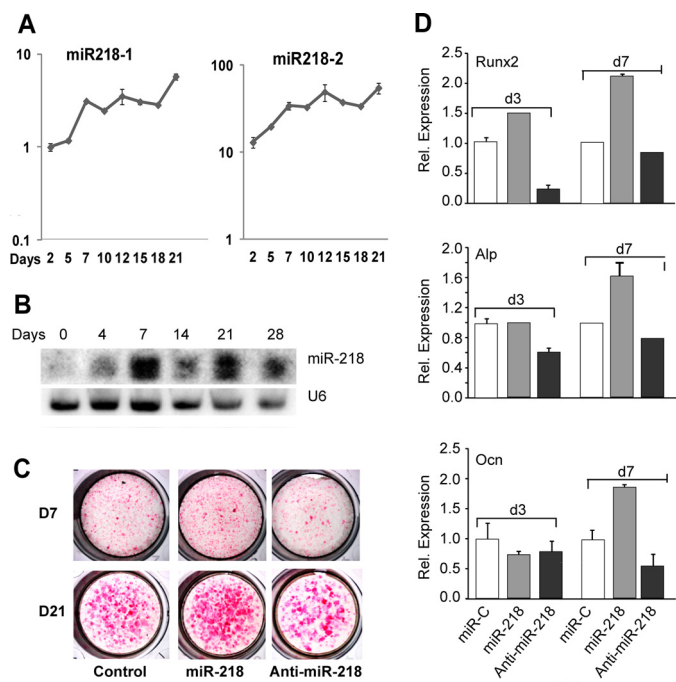 A
miR218-1
10
1
0.1
Days 2 5 7 10 12 15 18 21
miR218-2
100
10
1
2 5 7 10 12 15 18 21
B
Days 0 4 7 14 21 28
miR-218
U6
C
D7
D21
Control miR-218 Anti-miR-218
D
Runx2
Rel. Expression
2.5
2.0
1.5
1.0
0.5
0.0
d3
d7
Alp
Rel. Expression
2.0
1.6
1.2
0.8
0.4
0.0
d3
d7
Ocn
Rel. Expression
2.5
2.0
1.5
1.0
0.5
0
d3
d7
miR-C
miR-218
Anti-miR-218
miR-C
miR-218
Anti-miR-218